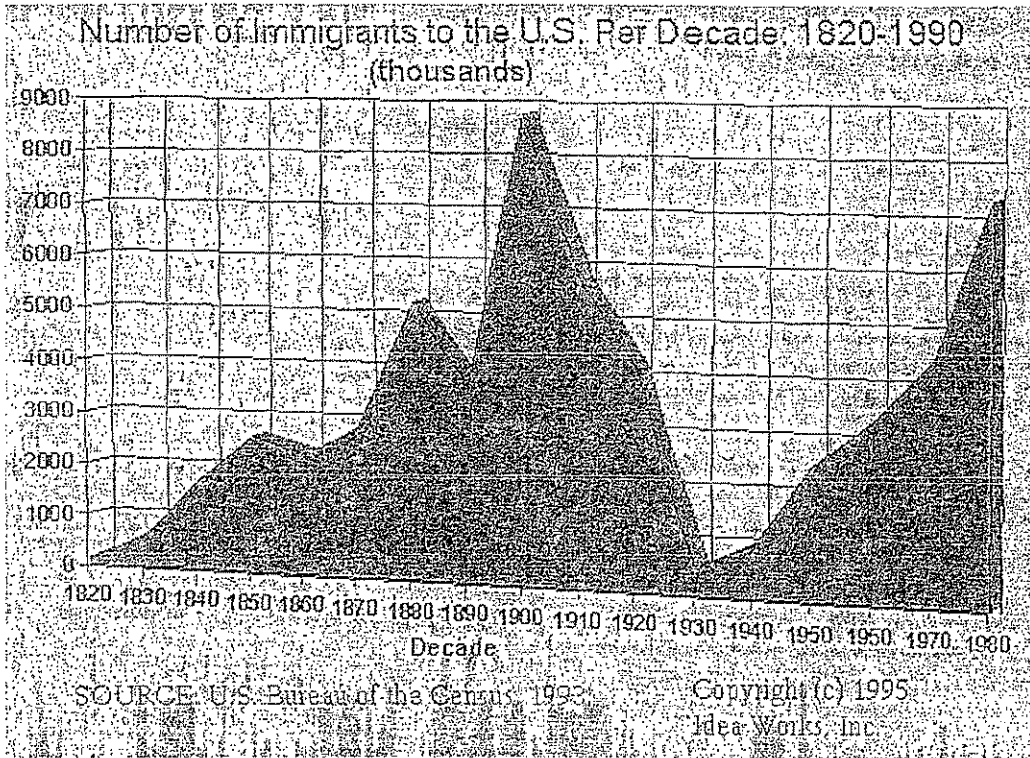 Number of Immigrants to the U.S. Per Decade, 1820-1990
(thousands)
9000
8000
7000
6000
5000
4000
3000
2000
1000
0
1820 1830 1840 1850 1860 1870 1880 1890 1900 1910 1920 1930 1940 1950 1960 1970 1980
Decade
SOURCE: U.S. Bureau of the Census, 1993
Copyright (c) 1995
Idea Works, Inc.